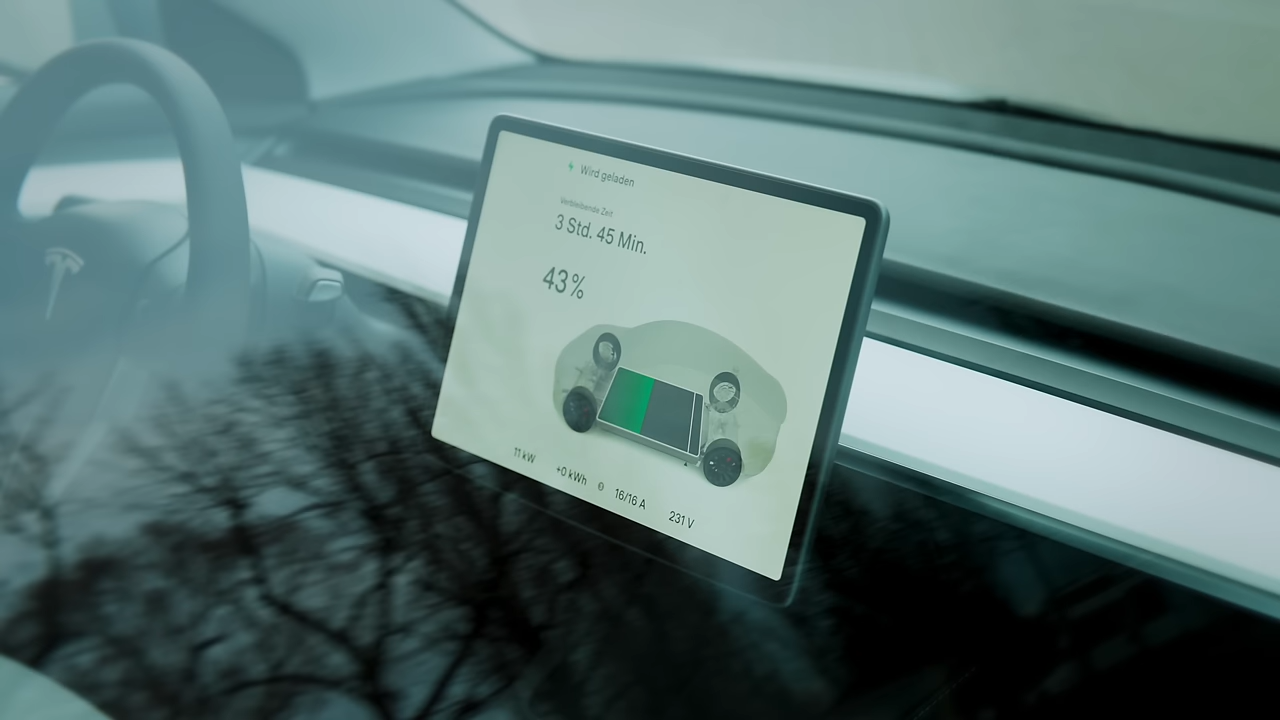 Wird geladen
Verbleibende Zeit
3 Std. 45 Min.
43%
11 kW +0 kWh 16/16 A 231 V